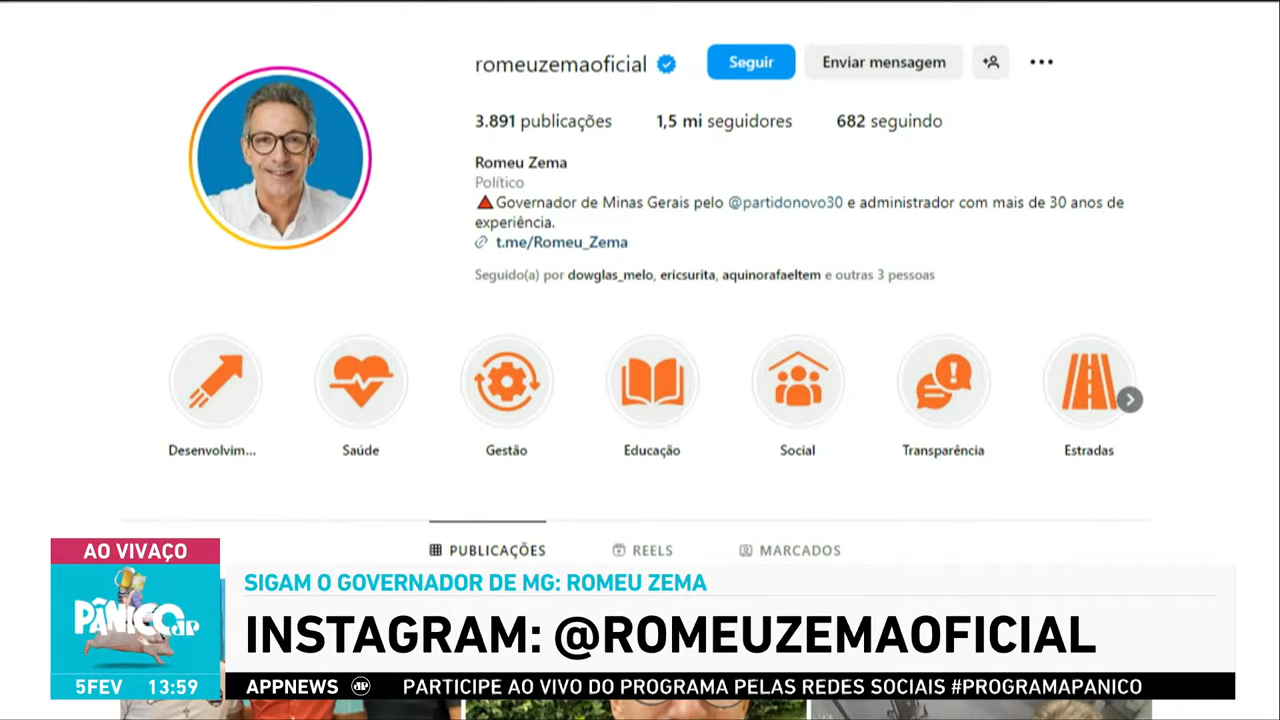 romeuzemaoficial
Seguir
Enviar mensagem
3.891 publicações
1,5 mi seguidores
682 seguindo
Romeu Zema
Político
Governador de Minas Gerais pelo @partidonovo30 e administrador com mais de 30 anos de
experiência.
t.me/Romeu_Zema
Seguido(a) por dowglas_melo, ericsurita, aquinorafaeltem e outras 3 pessoas
Desenvolvim...
Saúde
Gestão
Educação
Social
Transparência
Estradas
PUBLICAÇÕES
REELS
MARCADOS
AO VIVAÇO
PÂNICO JP
5FEV 13:59
SIGAM O GOVERNADOR DE MG: ROMEU ZEMA
INSTAGRAM: @ROMEUZEMAOFICIAL
APPNEWS JP PARTICIPE AO VIVO DO PROGRAMA PELAS REDES SOCIAIS #PROGRAMAPANICO